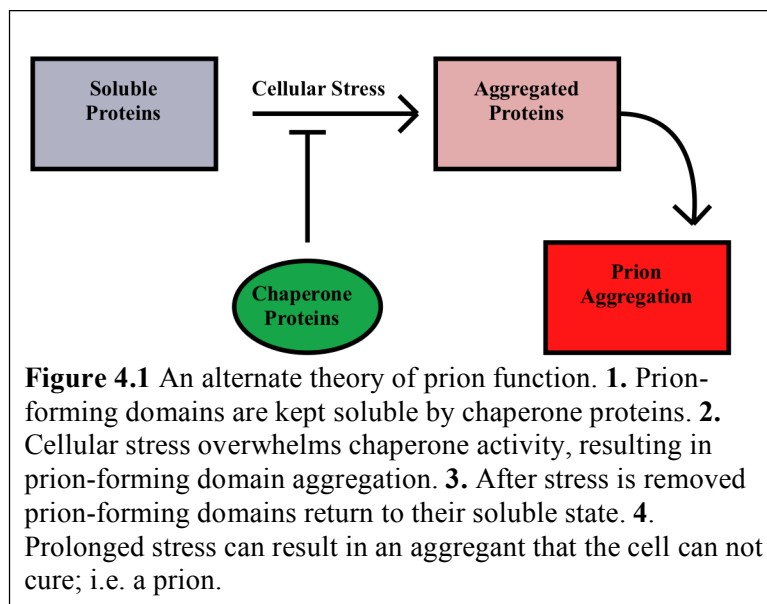 Soluble
Proteins
Cellular Stress
Aggregated
Proteins
Chaperone
Proteins
Prion
Aggregation
Figure 4.1 An alternate theory of prion function. 1. Prion-
forming domains are kept soluble by chaperone proteins. 2.
Cellular stress overwhelms chaperone activity, resulting in
prion-forming domain aggregation. 3. After stress is removed
prion-forming domains return to their soluble state. 4.
Prolonged stress can result in an aggregant that the cell can not
cure; i.e. a prion.